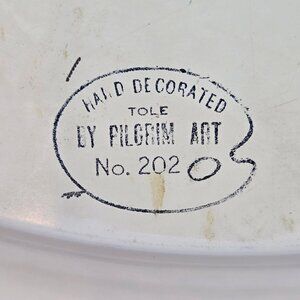 HAND DECORATED
TOLE
BY PILGRIM ART
No. 202